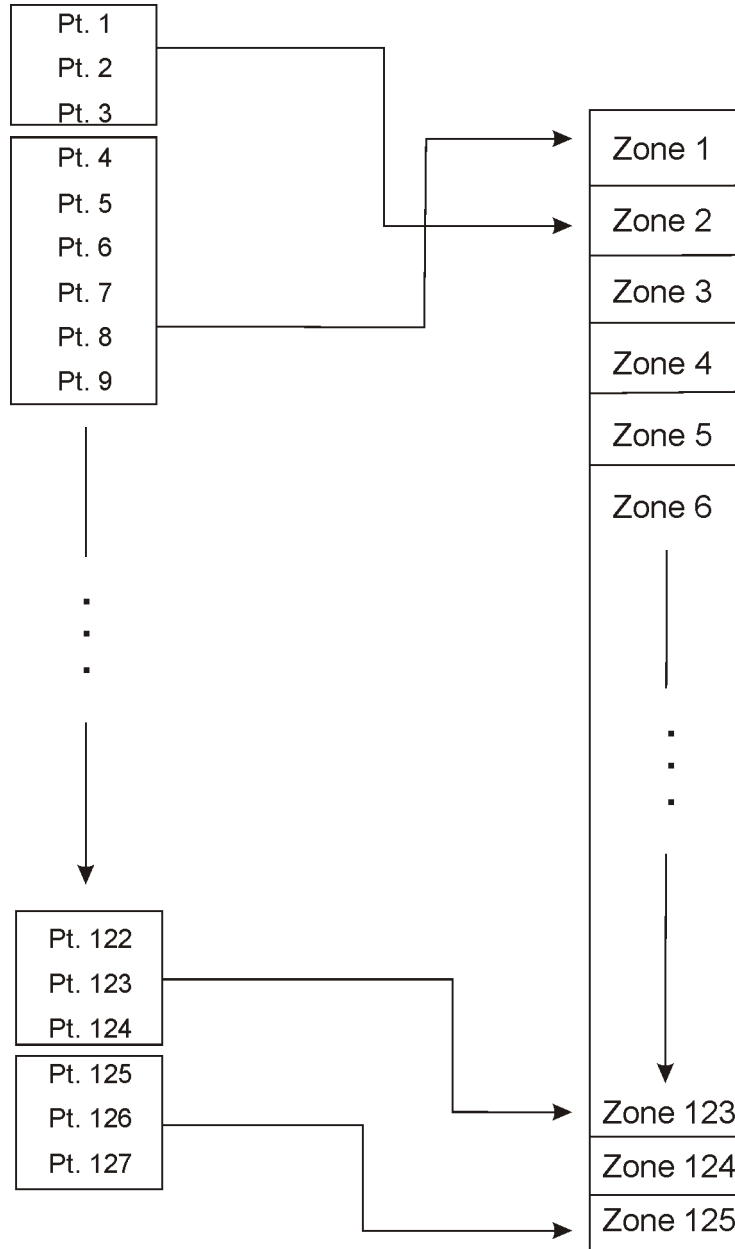 Pt. 1
Pt. 2
Pt. 3
Pt. 4
Pt. 5
Pt. 6
Pt. 7
Pt. 8
Pt. 9
Pt. 122
Pt. 123
Pt. 124
Pt. 125
Pt. 126
Pt. 127
Zone 1
Zone 2
Zone 3
Zone 4
Zone 5
Zone 6
Zone 123
Zone 124
Zone 125